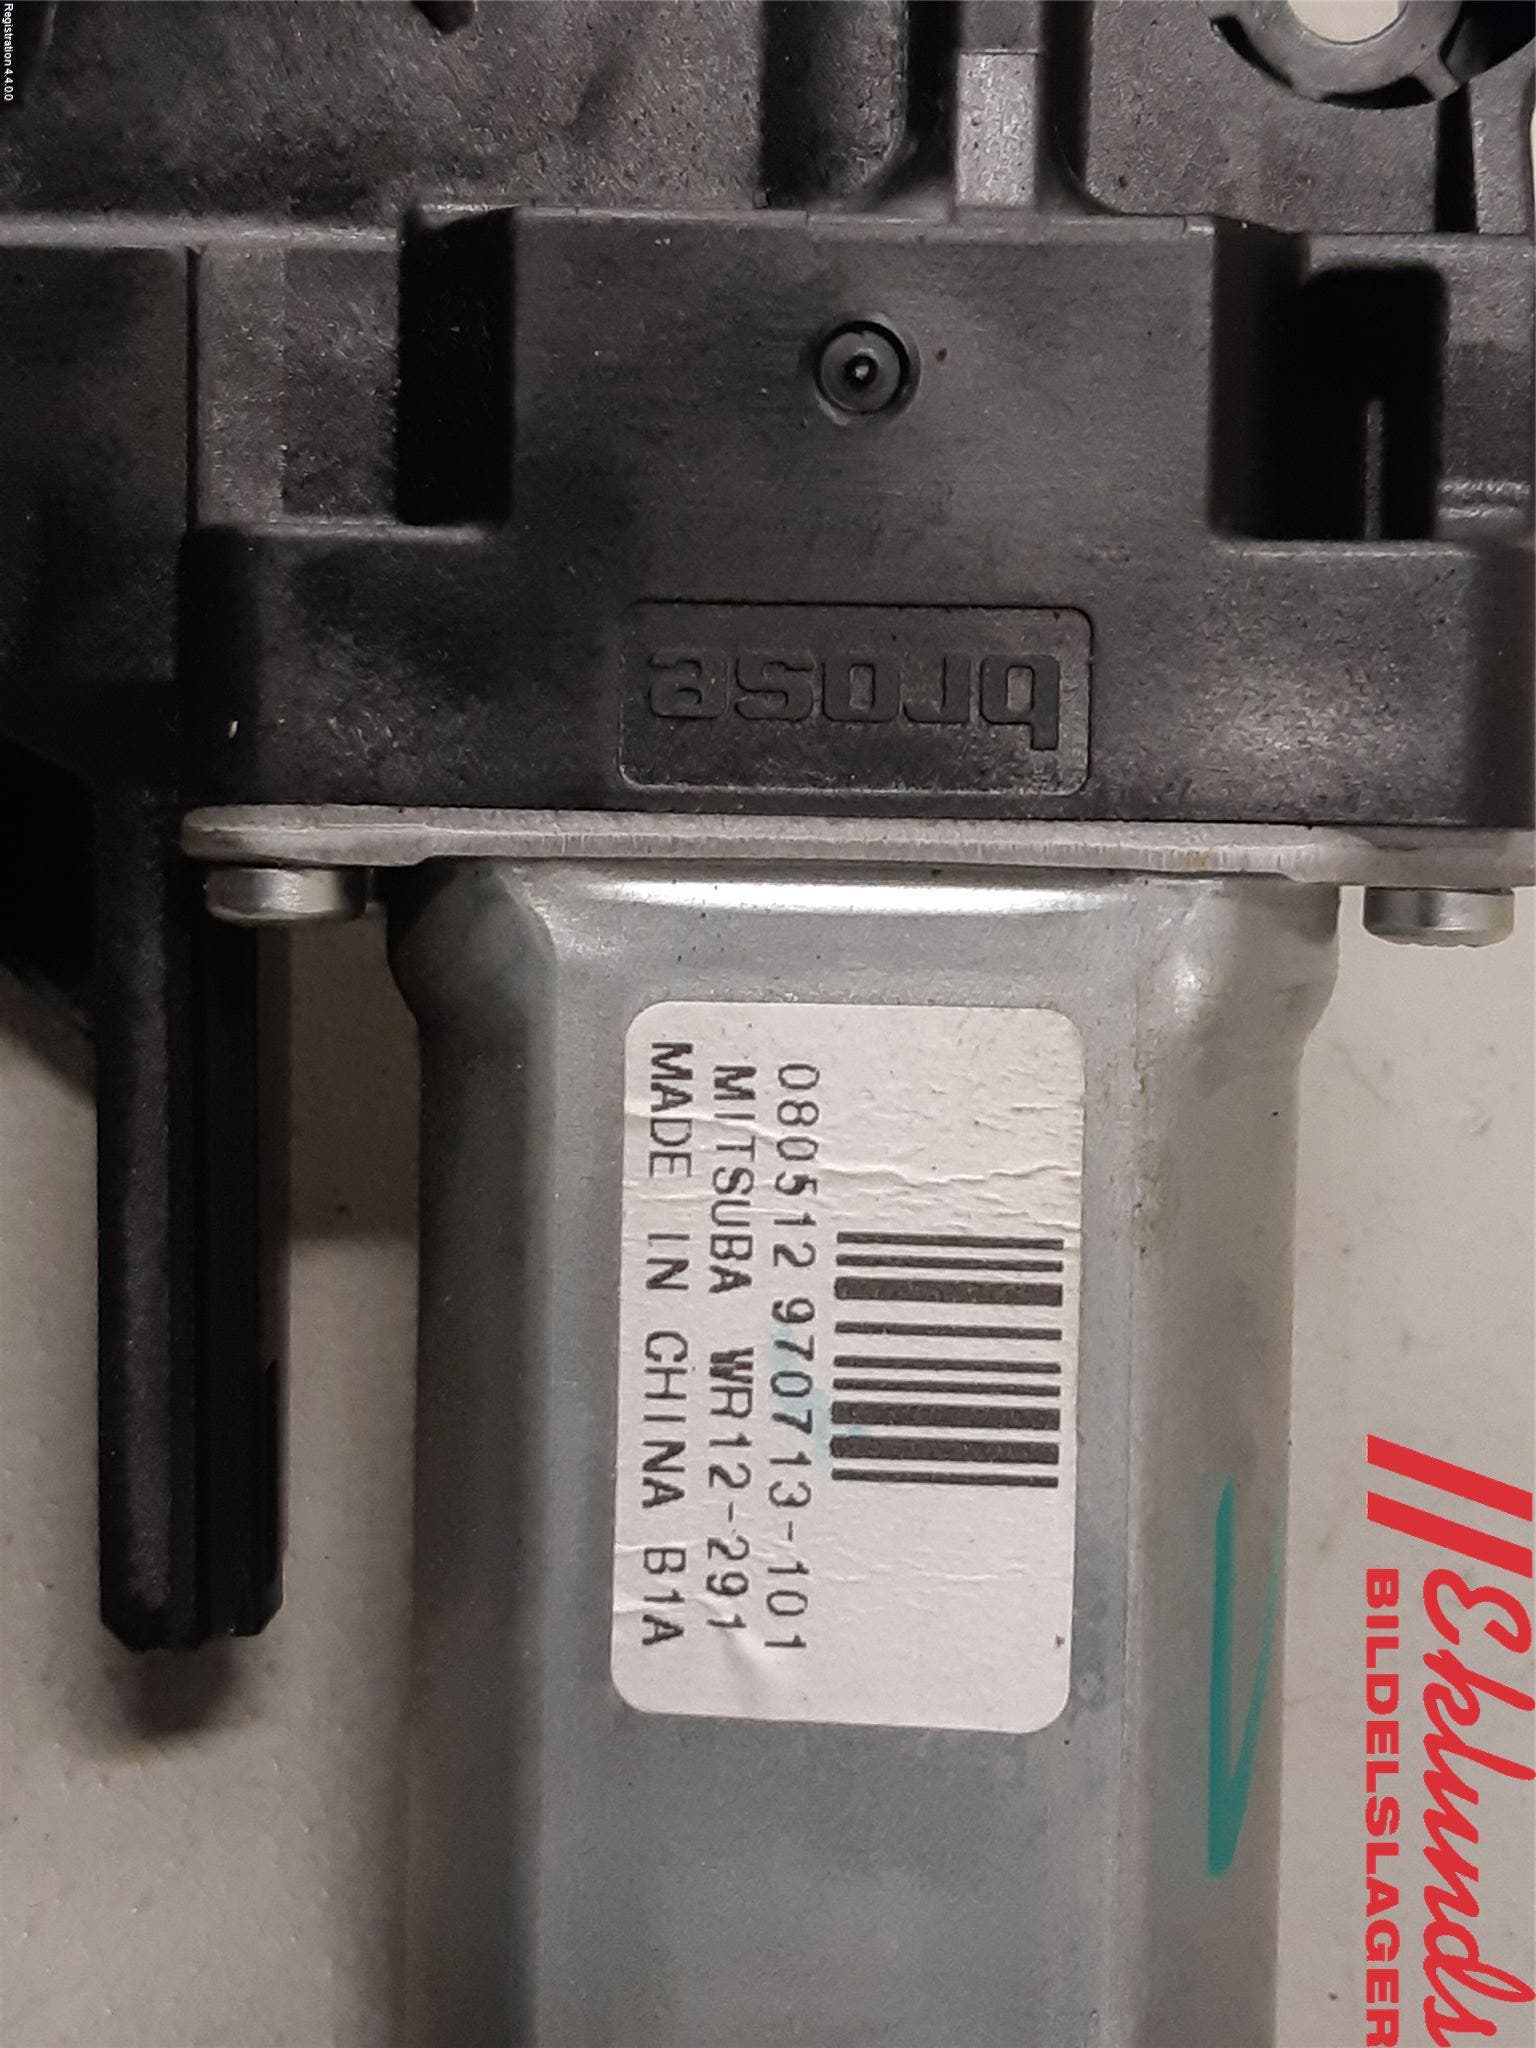 Registration 4.4.0.0
brose
080512 970713-101
MITSUBA WR12-291
MADE IN CHINA B1A
Eklunds
BILDELSLAGER